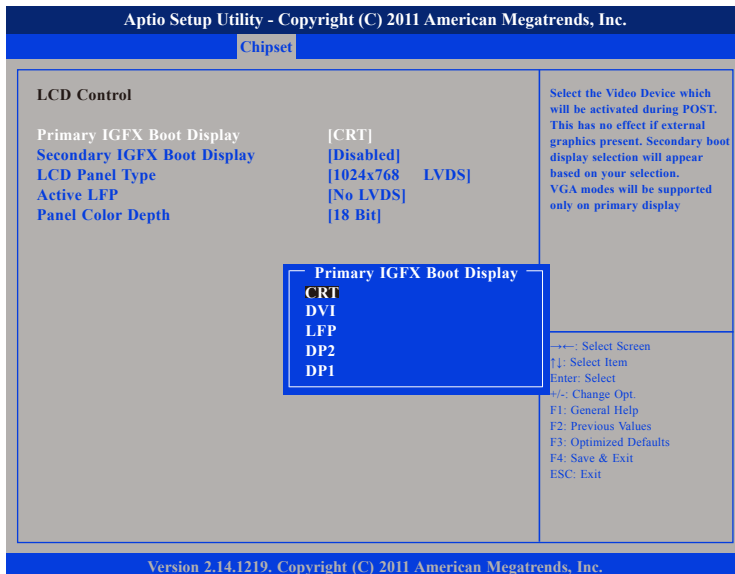 Aptio Setup Utility - Copyright (C) 2011 American Megatrends, Inc.
Chipset
LCD Control
Primary IGFX Boot Display [CRT]
Secondary IGFX Boot Display [Disabled]
LCD Panel Type [1024x768 LVDS]
Active LFP [No LVDS]
Panel Color Depth [18 Bit]
Primary IGFX Boot Display
CRT
DVI
LFP
DP2
DP1
Select the Video Device which
will be activated during POST.
This has no effect if external
graphics present. Secondary boot
display selection will appear
based on your selection.
VGA modes will be supported
only on primary display
→←: Select Screen
↑↓: Select Item
Enter: Select
+/-: Change Opt.
F1: General Help
F2: Previous Values
F3: Optimized Defaults
F4: Save & Exit
ESC: Exit
Version 2.14.1219. Copyright (C) 2011 American Megatrends, Inc.